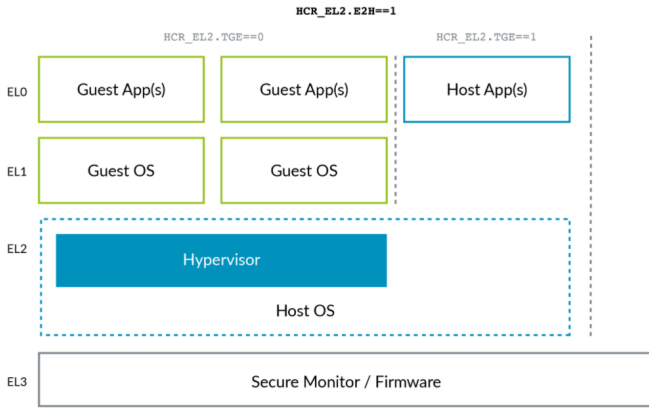 HCR_EL2.E2H==1
HCR_EL2.TGE==0 HCR_EL2.TGE==1
EL0 Guest App(s) Guest App(s) Host App(s)
EL1 Guest OS Guest OS
EL2
Hypervisor
Host OS
EL3 Secure Monitor / Firmware